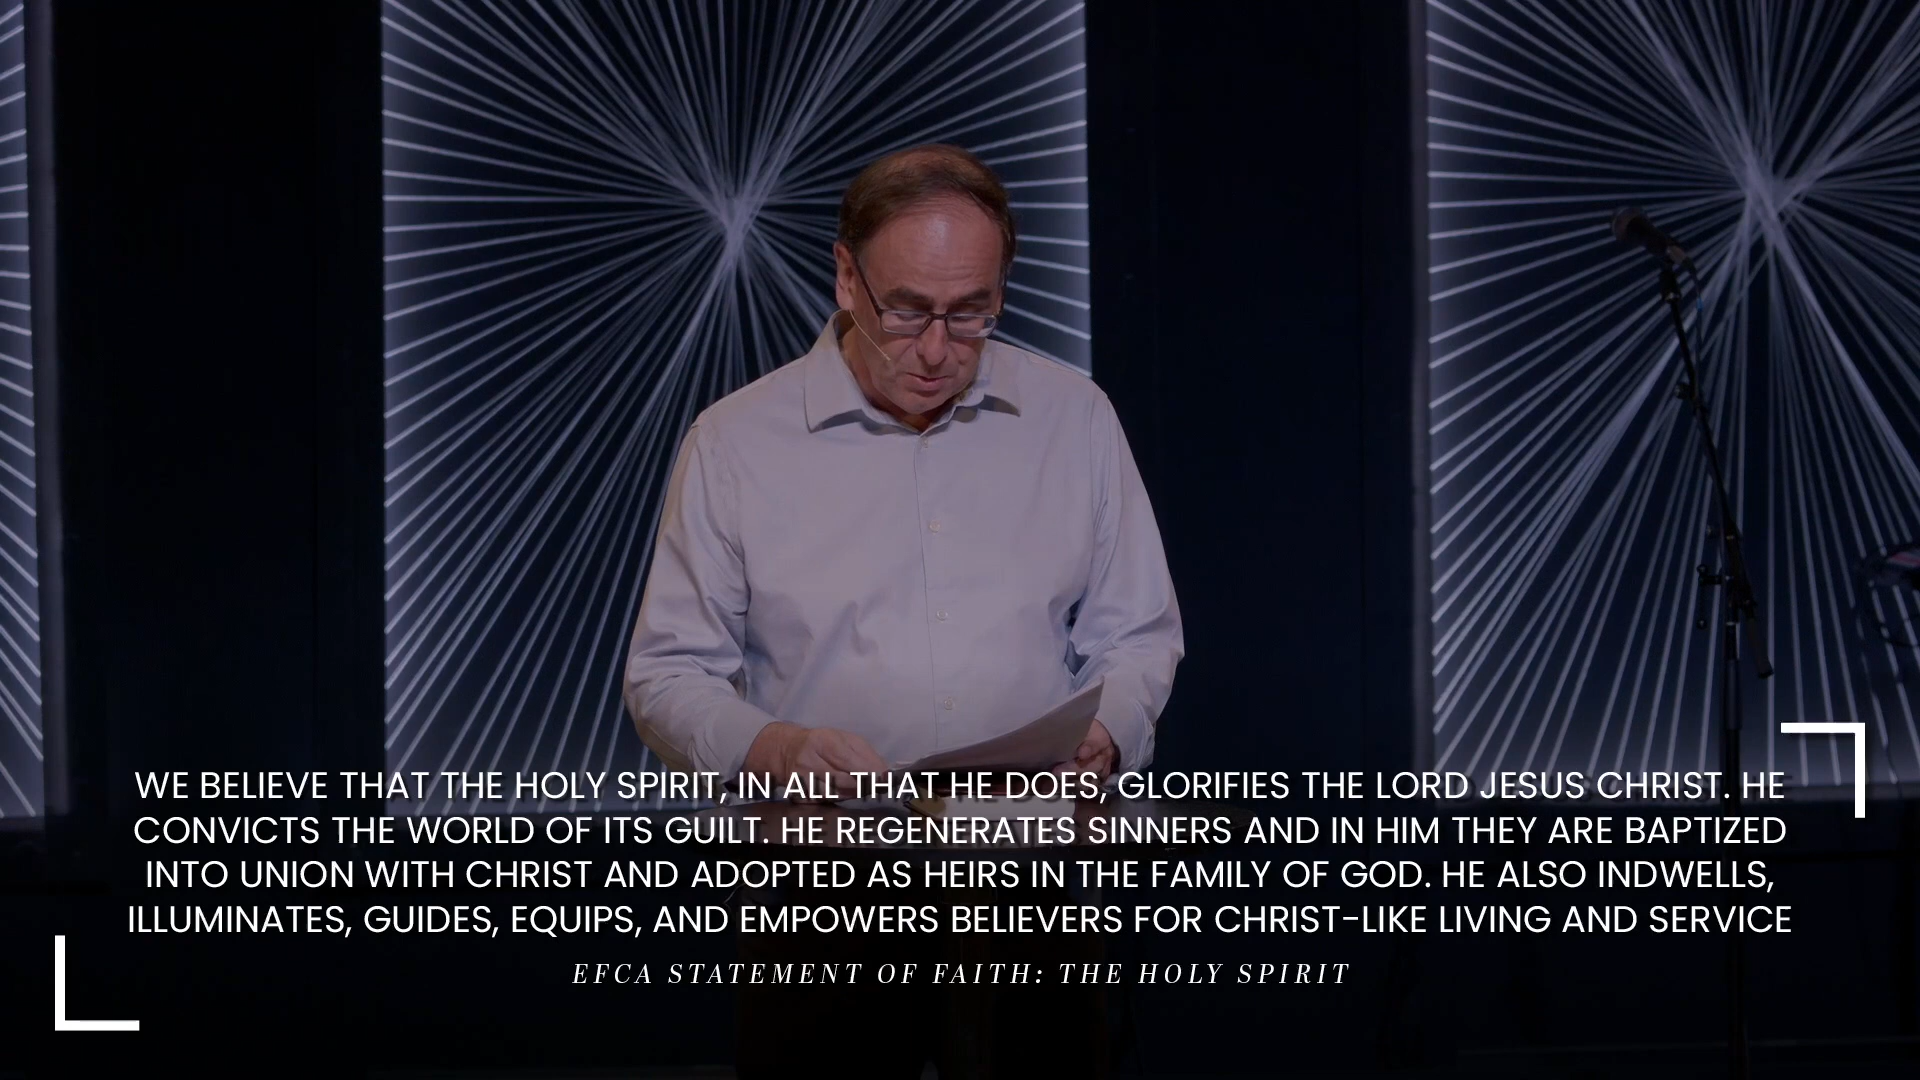 WE BELIEVE THAT THE HOLY SPIRIT, IN ALL THAT HE DOES, GLORIFIES THE LORD JESUS CHRIST. HE
CONVICTS THE WORLD OF ITS GUILT. HE REGENERATES SINNERS AND IN HIM THEY ARE BAPTIZED
INTO UNION WITH CHRIST AND ADOPTED AS HEIRS IN THE FAMILY OF GOD. HE ALSO INDWELLS,
ILLUMINATES, GUIDES, EQUIPS, AND EMPOWERS BELIEVERS FOR CHRIST-LIKE LIVING AND SERVICE
EFCA STATEMENT OF FAITH: THE HOLY SPIRIT